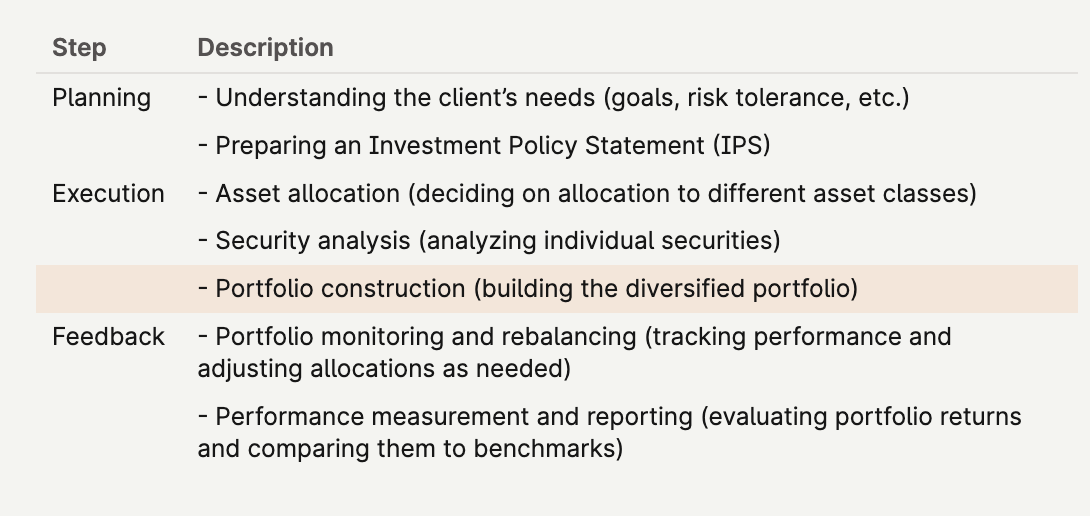 Step Description
Planning - Understanding the client’s needs (goals, risk tolerance, etc.)
- Preparing an Investment Policy Statement (IPS)
Execution - Asset allocation (deciding on allocation to different asset classes)
- Security analysis (analyzing individual securities)
- Portfolio construction (building the diversified portfolio)
Feedback - Portfolio monitoring and rebalancing (tracking performance and
adjusting allocations as needed)
- Performance measurement and reporting (evaluating portfolio returns
and comparing them to benchmarks)